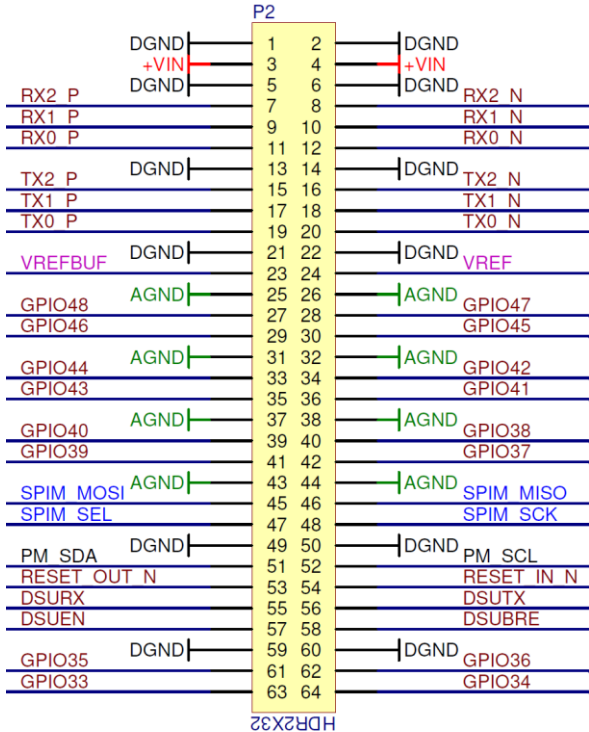 P2
DGND 1 2 DGND
+VIN 3 4 +VIN
DGND 5 6 DGND
RX2_P 7 8 RX2_N
RX1_P 9 10 RX1_N
RX0_P 11 12 RX0_N
DGND 13 14 DGND
TX2_P 15 16 TX2_N
TX1_P 17 18 TX1_N
TX0_P 19 20 TX0_N
DGND 21 22 DGND
VREFBUF 23 24 VREF
AGND 25 26 AGND
GPIO48 27 28 GPIO47
GPIO46 29 30 GPIO45
AGND 31 32 AGND
GPIO44 33 34 GPIO42
GPIO43 35 36 GPIO41
AGND 37 38 AGND
GPIO40 39 40 GPIO38
GPIO39 41 42 GPIO37
AGND 43 44 AGND
SPIM_MOSI 45 46 SPIM_MISO
SPIM_SEL 47 48 SPIM_SCK
DGND 49 50 DGND
PM_SDA 51 52 PM_SCL
RESET_OUT_N 53 54 RESET_IN_N
DSURX 55 56 DSUTX
DSUEN 57 58 DSUBRE
DGND 59 60 DGND
GPIO35 61 62 GPIO36
GPIO33 63 64 GPIO34
HDR2X32